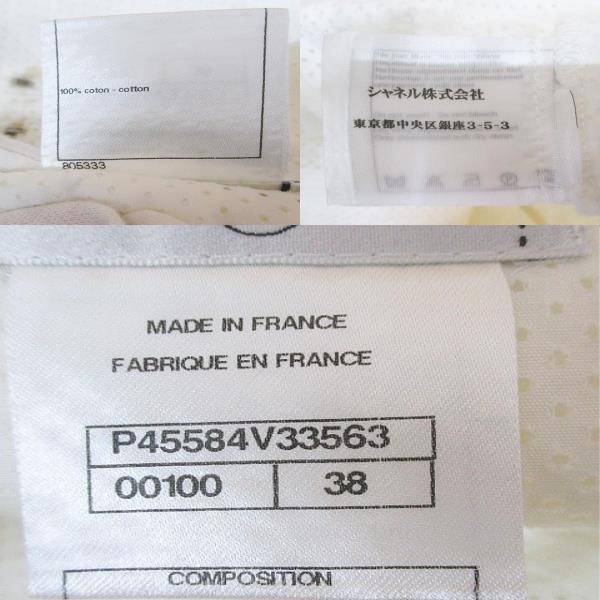 100% coton - cotton
805333
シャネル株式会社
東京都中央区銀座3-5-3
MADE IN FRANCE
FABRIQUE EN FRANCE
P45584V33563
00100 38
COMPOSITION